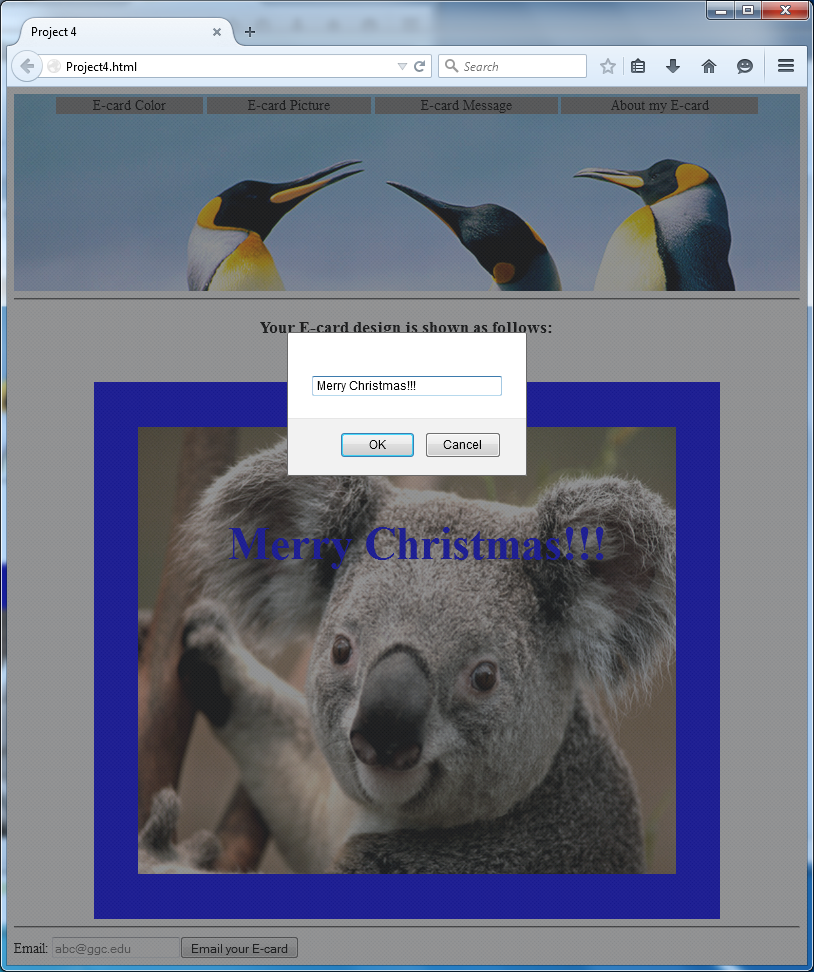 Project 4
Project4.html
Search
E-card Color E-card Picture E-card Message About my E-card
Your E-card design is shown as follows:
Merry Christmas!!!
OK Cancel
Merry Christmas!!!
Email: abc@ggc.edu Email your E-card